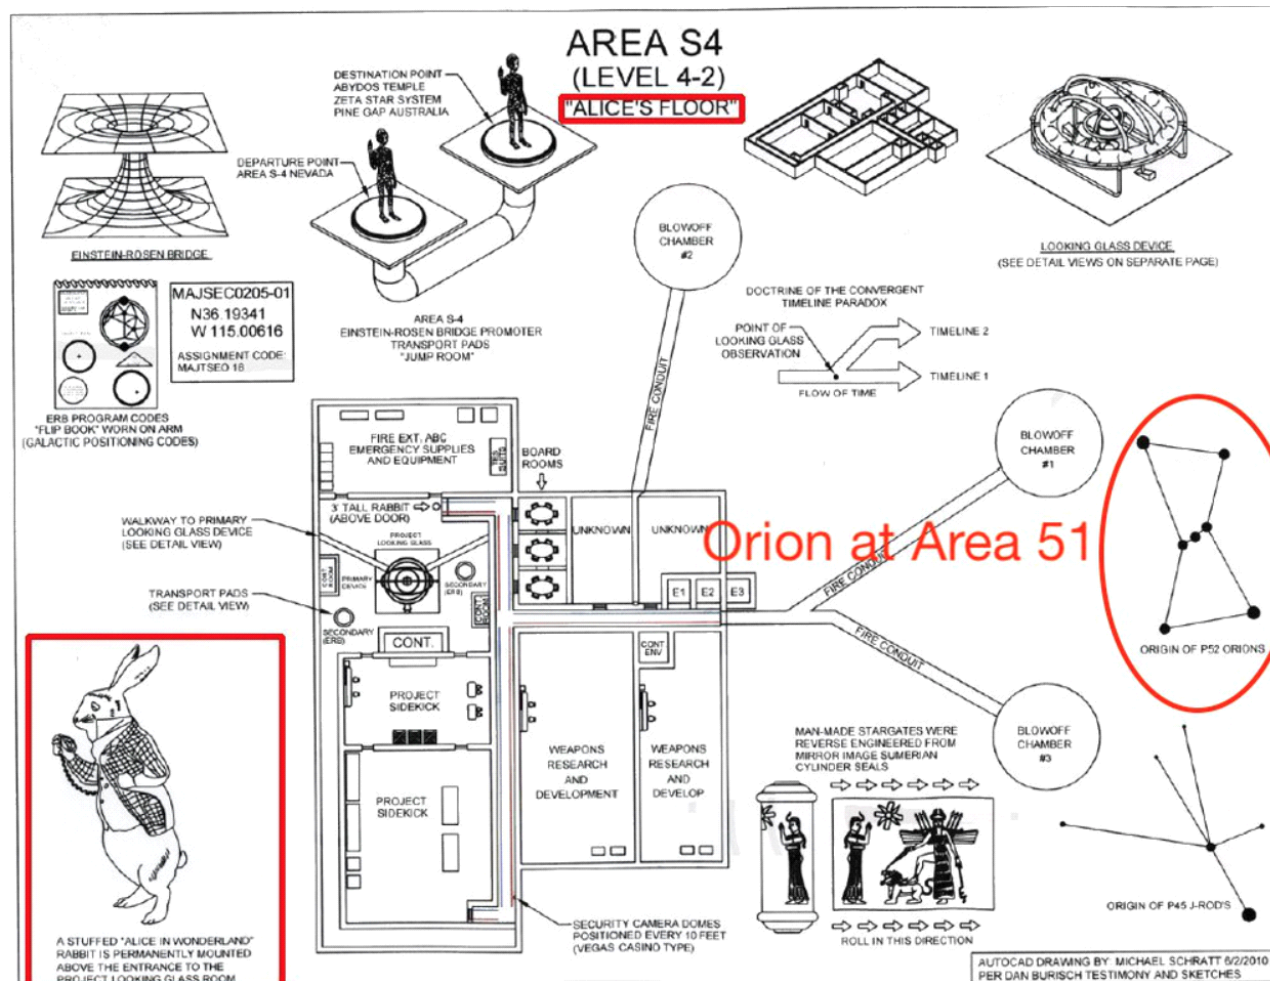 AREA S4
(LEVEL 4-2)
"ALICE'S FLOOR"
DESTINATION POINT
ABYDOS TEMPLE
ZETA STAR SYSTEM
PINE GAP AUSTRALIA
DEPARTURE POINT
AREA S-4 NEVADA
EINSTEIN-ROSEN BRIDGE
LOOKING GLASS DEVICE
(SEE DETAIL VIEWS ON SEPARATE PAGE)
BLOWOFF
CHAMBER
#2
MAJSEC0205-01
N36.19341
W 115.00616
ASSIGNMENT CODE:
MAJTSEO 18
AREA S-4
EINSTEIN-ROSEN BRIDGE PROMOTER
TRANSPORT PADS
"JUMP ROOM"
DOCTRINE OF THE CONVERGENT
TIMELINE PARADOX
POINT OF
LOOKING GLASS
OBSERVATION
TIMELINE 2
TIMELINE 1
FLOW OF TIME
ERB PROGRAM CODES
"FLIP BOOK" WORN ON ARM
(GALACTIC POSITIONING CODES)
FIRE CONDUIT
FIRE EXT. ABC
EMERGENCY SUPPLIES
AND EQUIPMENT
SUITS
BOARD
ROOMS
BLOWOFF
CHAMBER
#1
3' TALL RABBIT
(ABOVE DOOR)
UNKNOWN
UNKNOWN
Orion at Area 51
WALKWAY TO PRIMARY
LOOKING GLASS DEVICE
(SEE DETAIL VIEW)
PROJECT
LOOKING GLASS
CONT
ROOM
PRIMARY
DEVICE
SECONDARY
(ERB)
CONT
ROOM
TRANSPORT PADS
(SEE DETAIL VIEW)
SECONDARY
(ERB)
E1
E2
E3
FIRE CONDUIT
FIRE CONDUIT
CONT.
CONT
ENV
ORIGIN OF P52 ORIONS
PROJECT
SIDEKICK
WEAPONS
RESEARCH
AND
DEVELOPMENT
WEAPONS
RESEARCH
AND
DEVELOP
BLOWOFF
CHAMBER
#3
MAN-MADE STARGATES WERE
REVERSE ENGINEERED FROM
MIRROR IMAGE SUMERIAN
CYLINDER SEALS
PROJECT
SIDEKICK
ORIGIN OF P45 J-ROD'S
SECURITY CAMERA DOMES
POSITIONED EVERY 10 FEET
(VEGAS CASINO TYPE)
ROLL IN THIS DIRECTION
A STUFFED "ALICE IN WONDERLAND"
RABBIT IS PERMANENTLY MOUNTED
ABOVE THE ENTRANCE TO THE
PROJECT LOOKING GLASS ROOM
AUTOCAD DRAWING BY: MICHAEL SCHRATT 6/2/2010
PER DAN BURISCH TESTIMONY AND SKETCHES